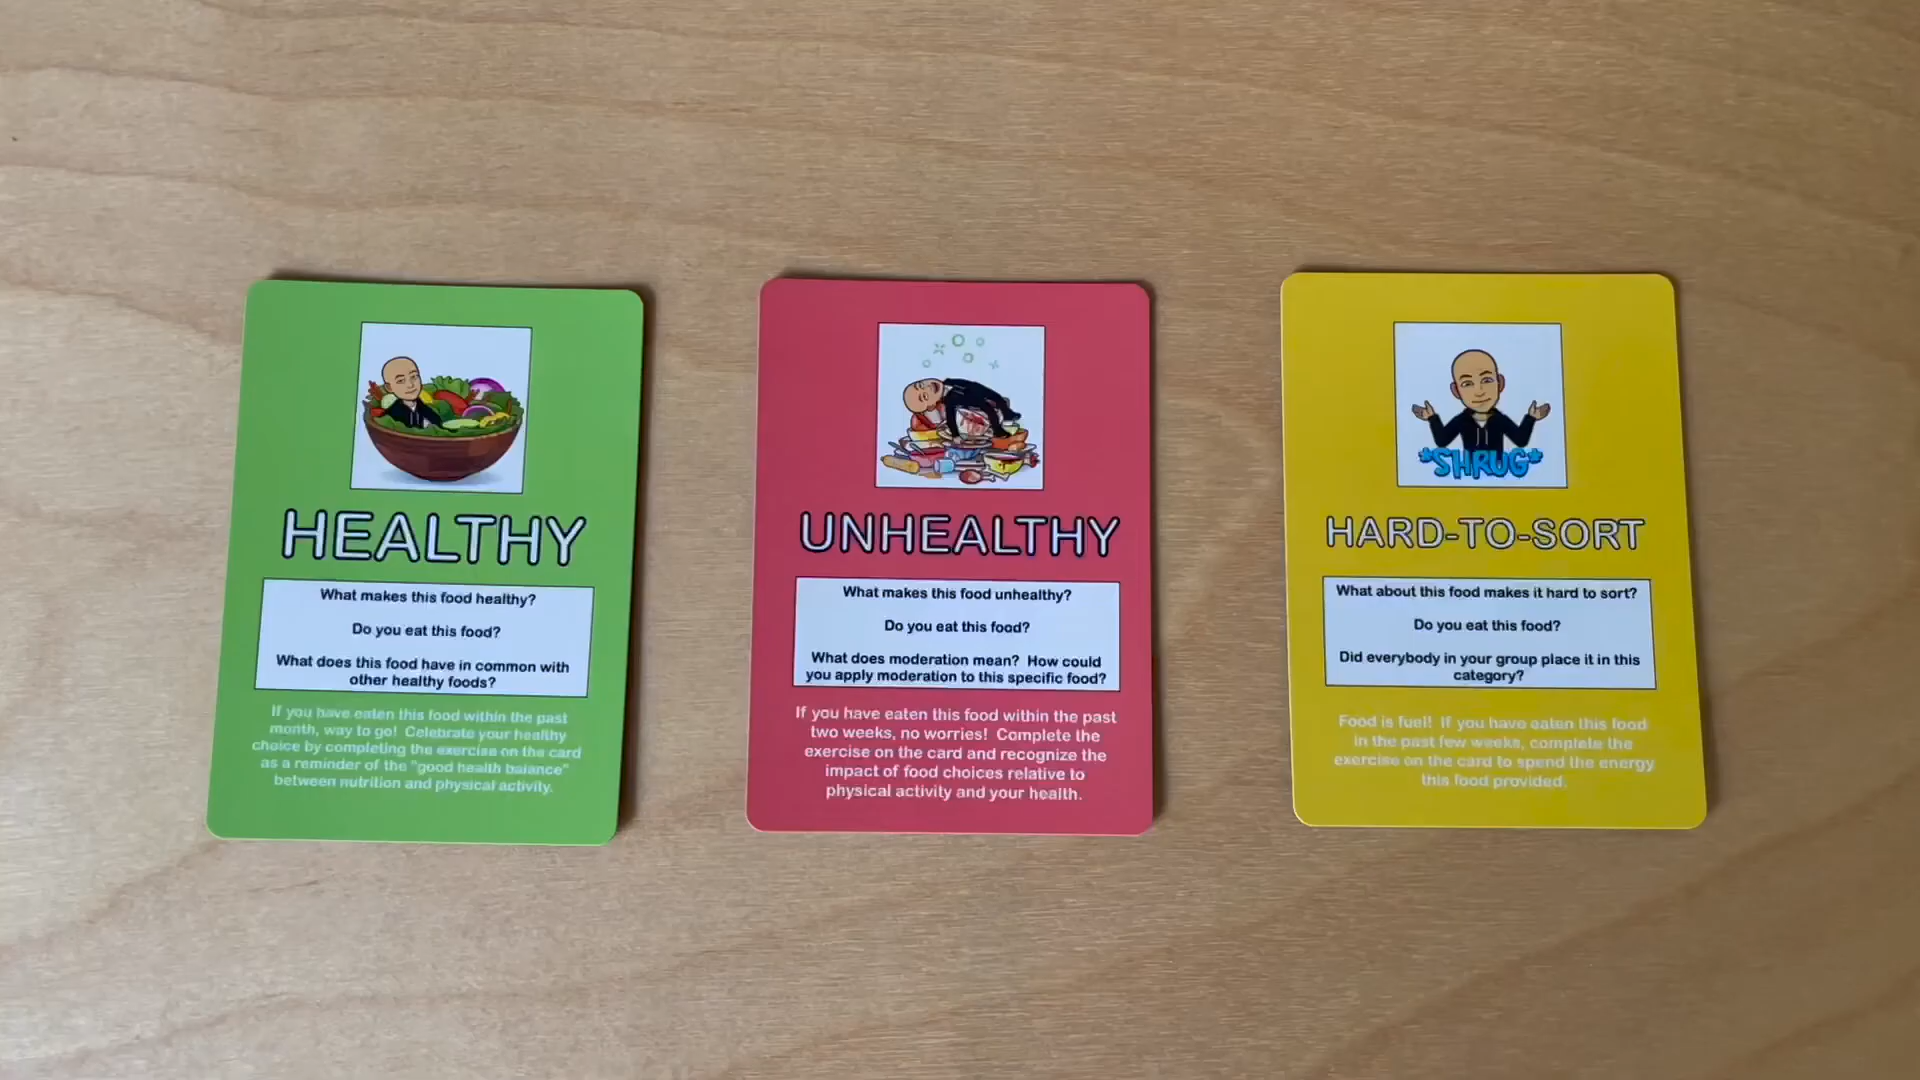 HEALTHY
What makes this food healthy?
Do you eat this food?
What does this food have in common with
other healthy foods?
If you have eaten this food within the past
month, way to go! Celebrate your healthy
choice by completing the exercise on the card
as a reminder of the "good health balance"
between nutrition and physical activity.
UNHEALTHY
What makes this food unhealthy?
Do you eat this food?
What does moderation mean? How could
you apply moderation to this specific food?
If you have eaten this food within the past
two weeks, no worries! Complete the
exercise on the card and recognize the
impact of food choices relative to
physical activity and your health.
*SHRUG*
HARD-TO-SORT
What about this food makes it hard to sort?
Do you eat this food?
Did everybody in your group place it in this
category?
Food is fuel! If you have eaten this food
in the past few weeks, complete the
exercise on the card to spend the energy
this food provided.